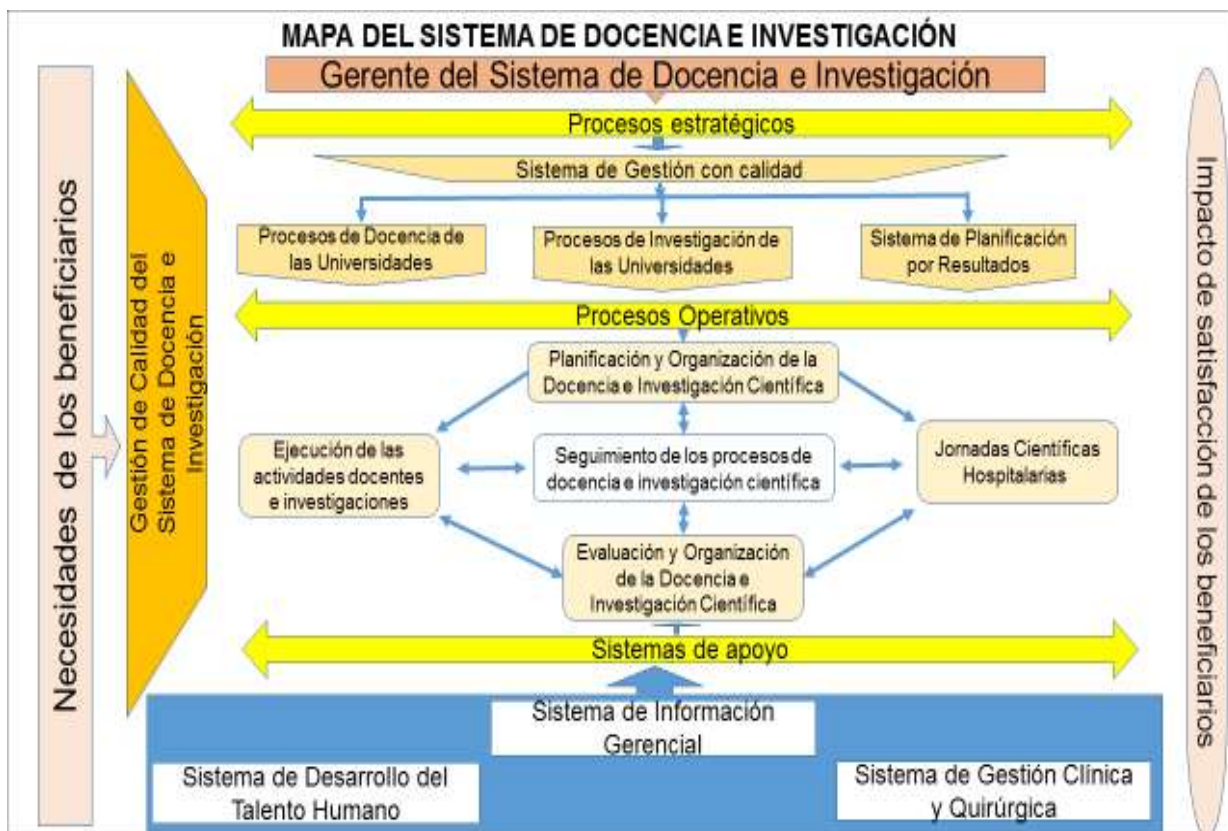 MAPA DEL SISTEMA DE DOCENCIA E INVESTIGACIÓN
Gerente del Sistema de Docencia e Investigación
Necesidades de los beneficiarios
Gestión de Calidad del
Sistema de Docencia e
Investigación
Procesos estratégicos
Sistema de Gestión con calidad
Procesos de Docencia de
las Universidades
Procesos de Investigación de
las Universidades
Sistema de Planificación
por Resultados
Procesos Operativos
Planificación y Organización de la
Docencia e Investigación Científica
Ejecución de las
actividades docentes
e investigaciones
Seguimiento de los procesos de
docencia e investigación científica
Jornadas Científicas
Hospitalarias
Evaluación y Organización
de la Docencia e
Investigación Científica
Sistemas de apoyo
Sistema de Información
Gerencial
Sistema de Desarrollo del
Talento Humano
Sistema de Gestión Clínica
y Quirúrgica
Impacto de satisfacción de los beneficiarios